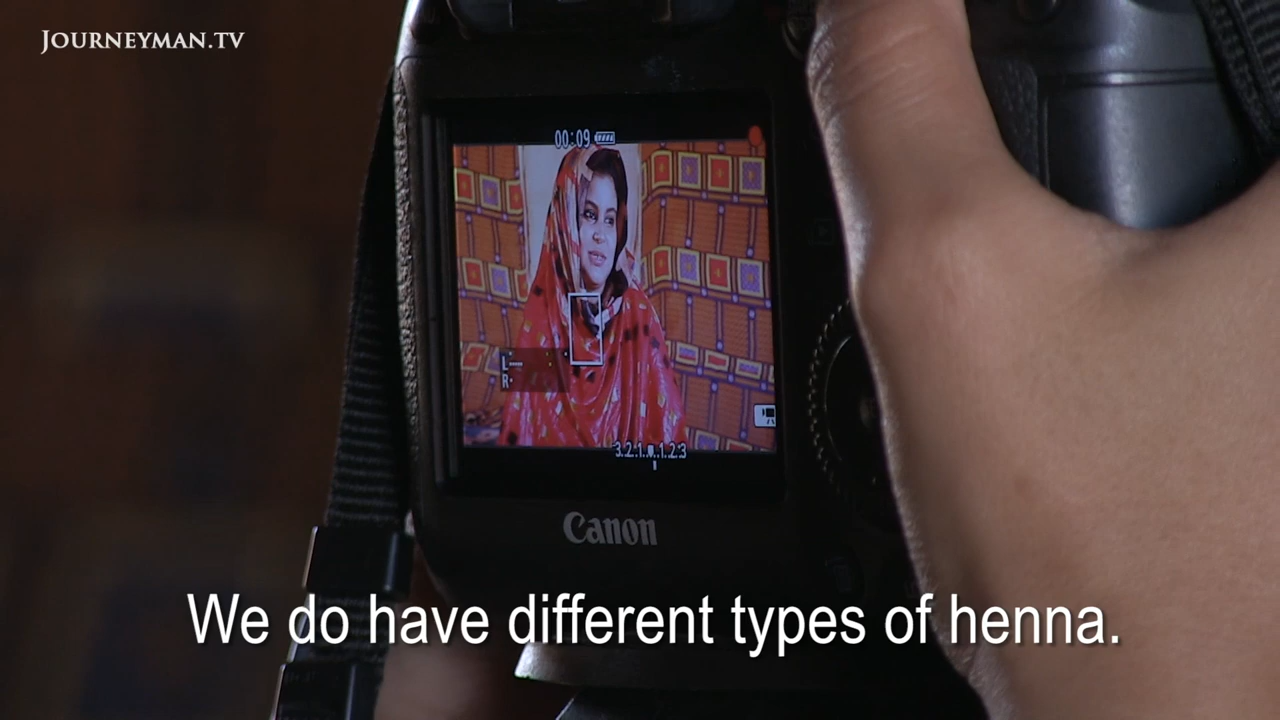 JOURNEYMAN.TV
00:09
L
R
3.2.1.0.1.2.3
Canon
We do have different types of henna.